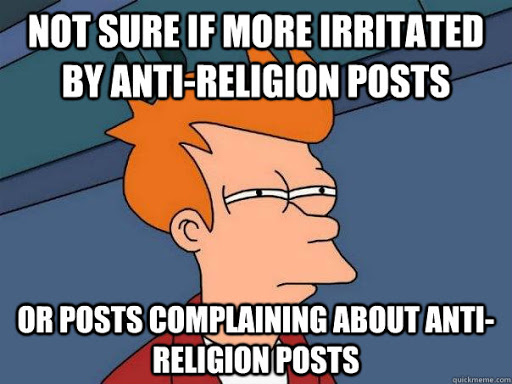 NOT SURE IF MORE IRRITATED
BY ANTI-RELIGION POSTS
OR POSTS COMPLAINING ABOUT ANTI-
RELIGION POSTS
quickmeme.com